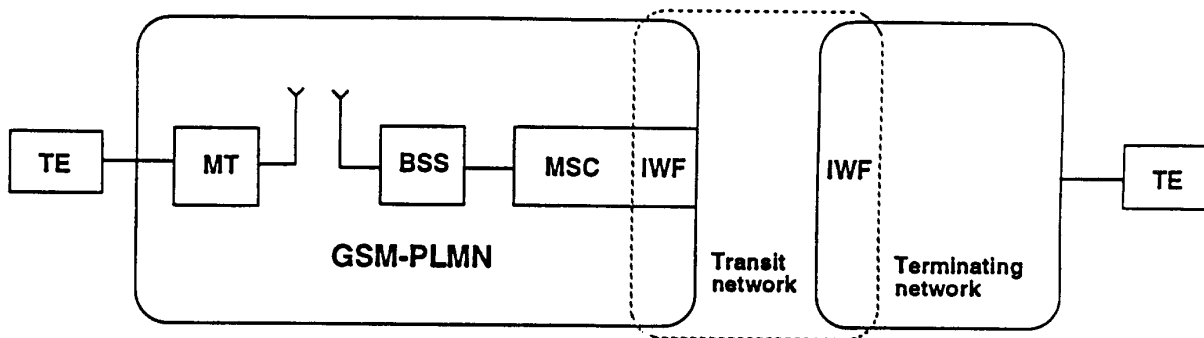 TE
MT
BSS
MSC
IWF
IWF
TE
GSM-PLMN
Transit
network
Terminating
network